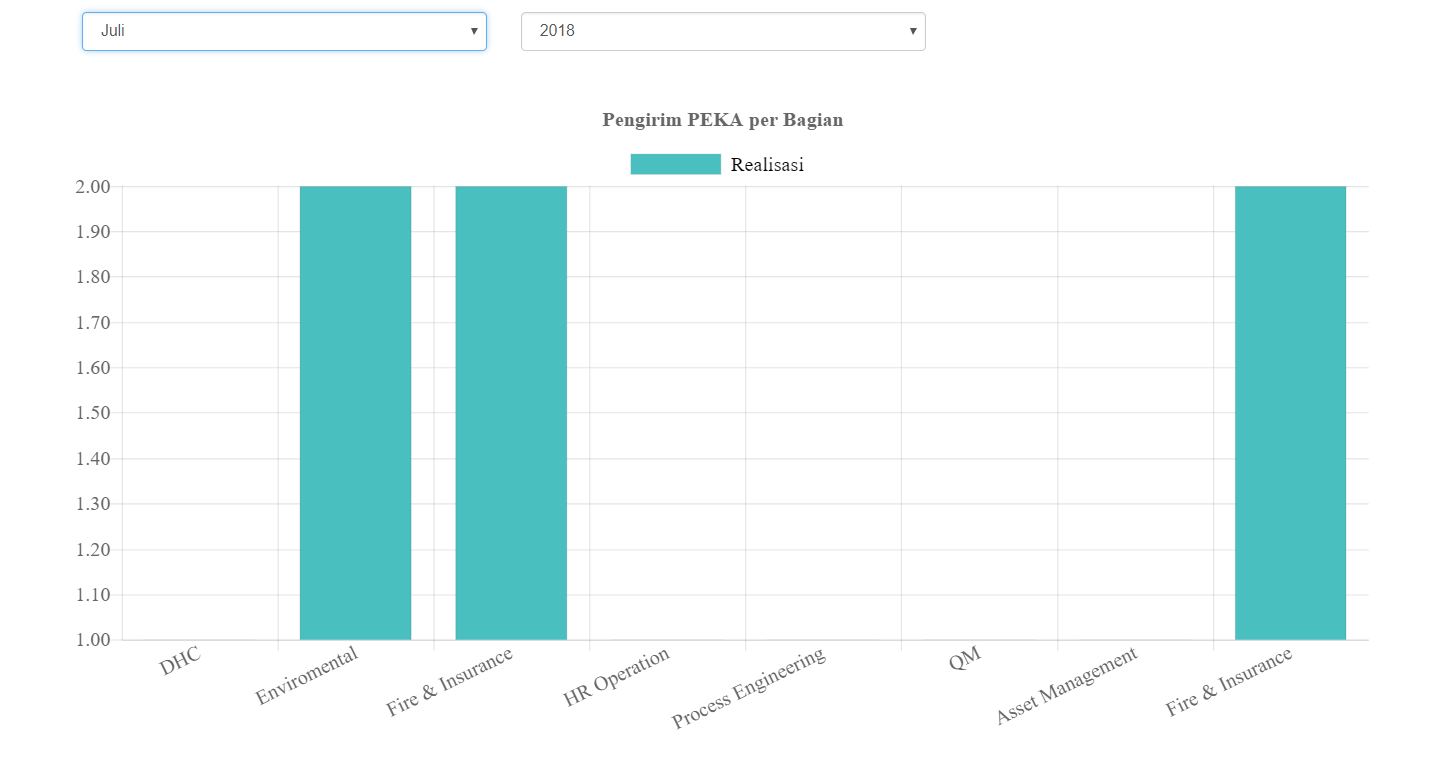 Juli
2018
Pengirim PEKA per Bagian
Realisasi
2.00
1.90
1.80
1.70
1.60
1.50
1.40
1.30
1.20
1.10
1.00
DHC
Enviromental
Fire & Insurance
HR Operation
Process Engineering
QM
Asset Management
Fire & Insurance